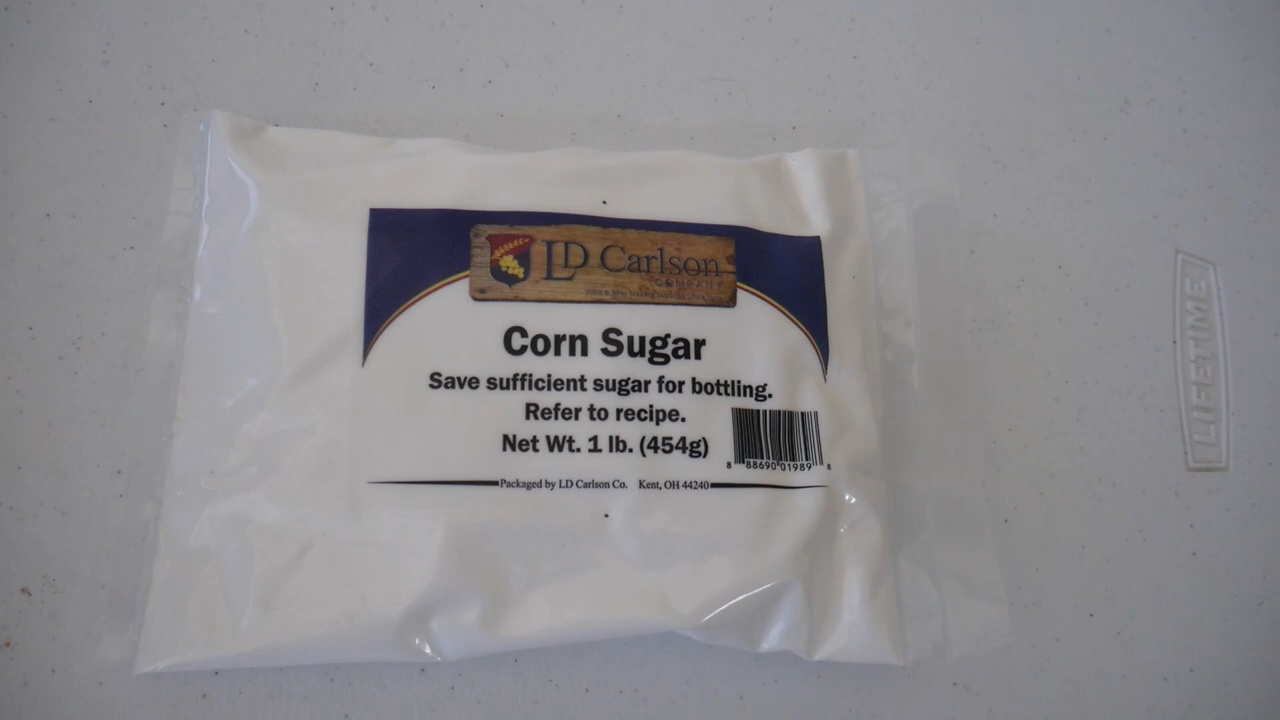 LD Carlson
COMPANY
Corn Sugar
Save sufficient sugar for bottling.
Refer to recipe.
Net Wt. 1 lb. (454g)
8 88690 01989 8
Packaged by LD Carlson Co. Kent, OH 44240
LIFETIME